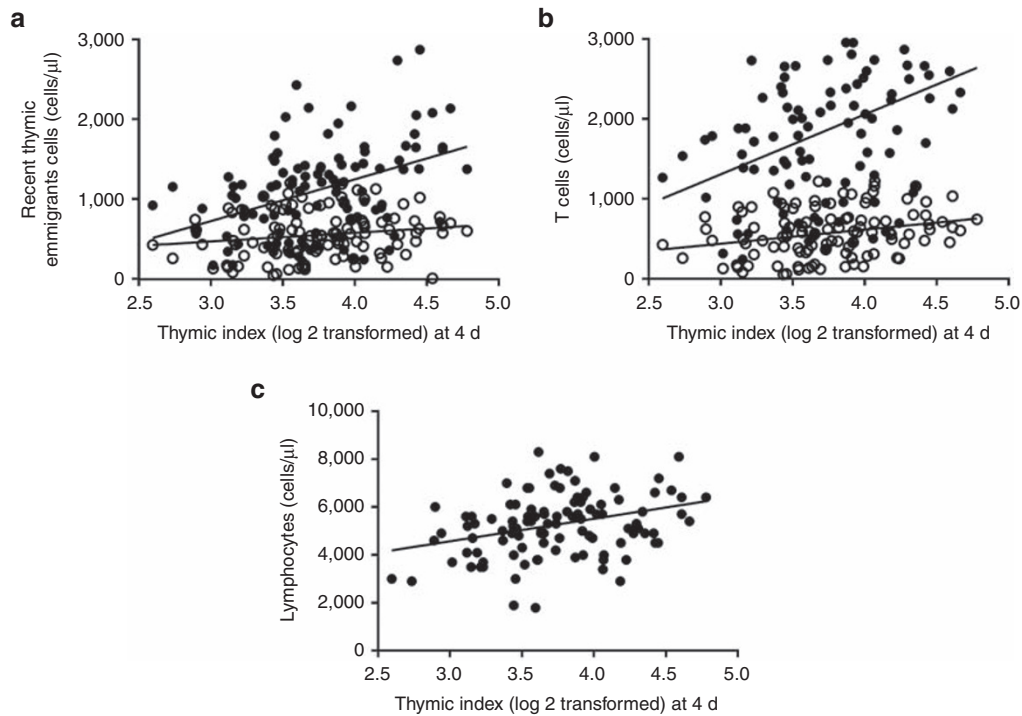 a
3,000
2,000
1,000
0
Recent thymic
emmigrants cells (cells/µl)
2.5 3.0 3.5 4.0 4.5 5.0
Thymic index (log 2 transformed) at 4 d
b
3,000
2,000
1,000
0
T cells (cells/µl)
2.5 3.0 3.5 4.0 4.5 5.0
Thymic index (log 2 transformed) at 4 d
c
10,000
8,000
6,000
4,000
2,000
0
Lymphocytes (cells/µl)
2.5 3.0 3.5 4.0 4.5 5.0
Thymic index (log 2 transformed) at 4 d